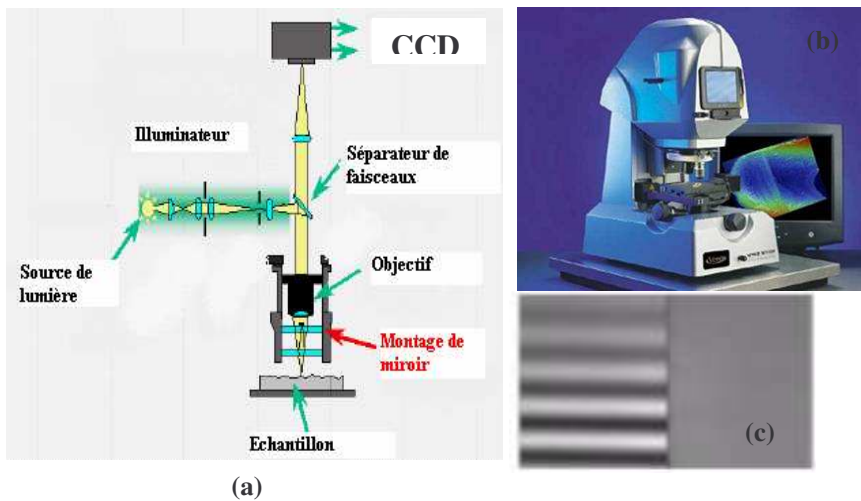 CCD
(b)
Illuminateur
Séparateur de
faisceaux
Source de
lumière
Objectif
Montage de
miroir
Echantillon
(c)
(a)